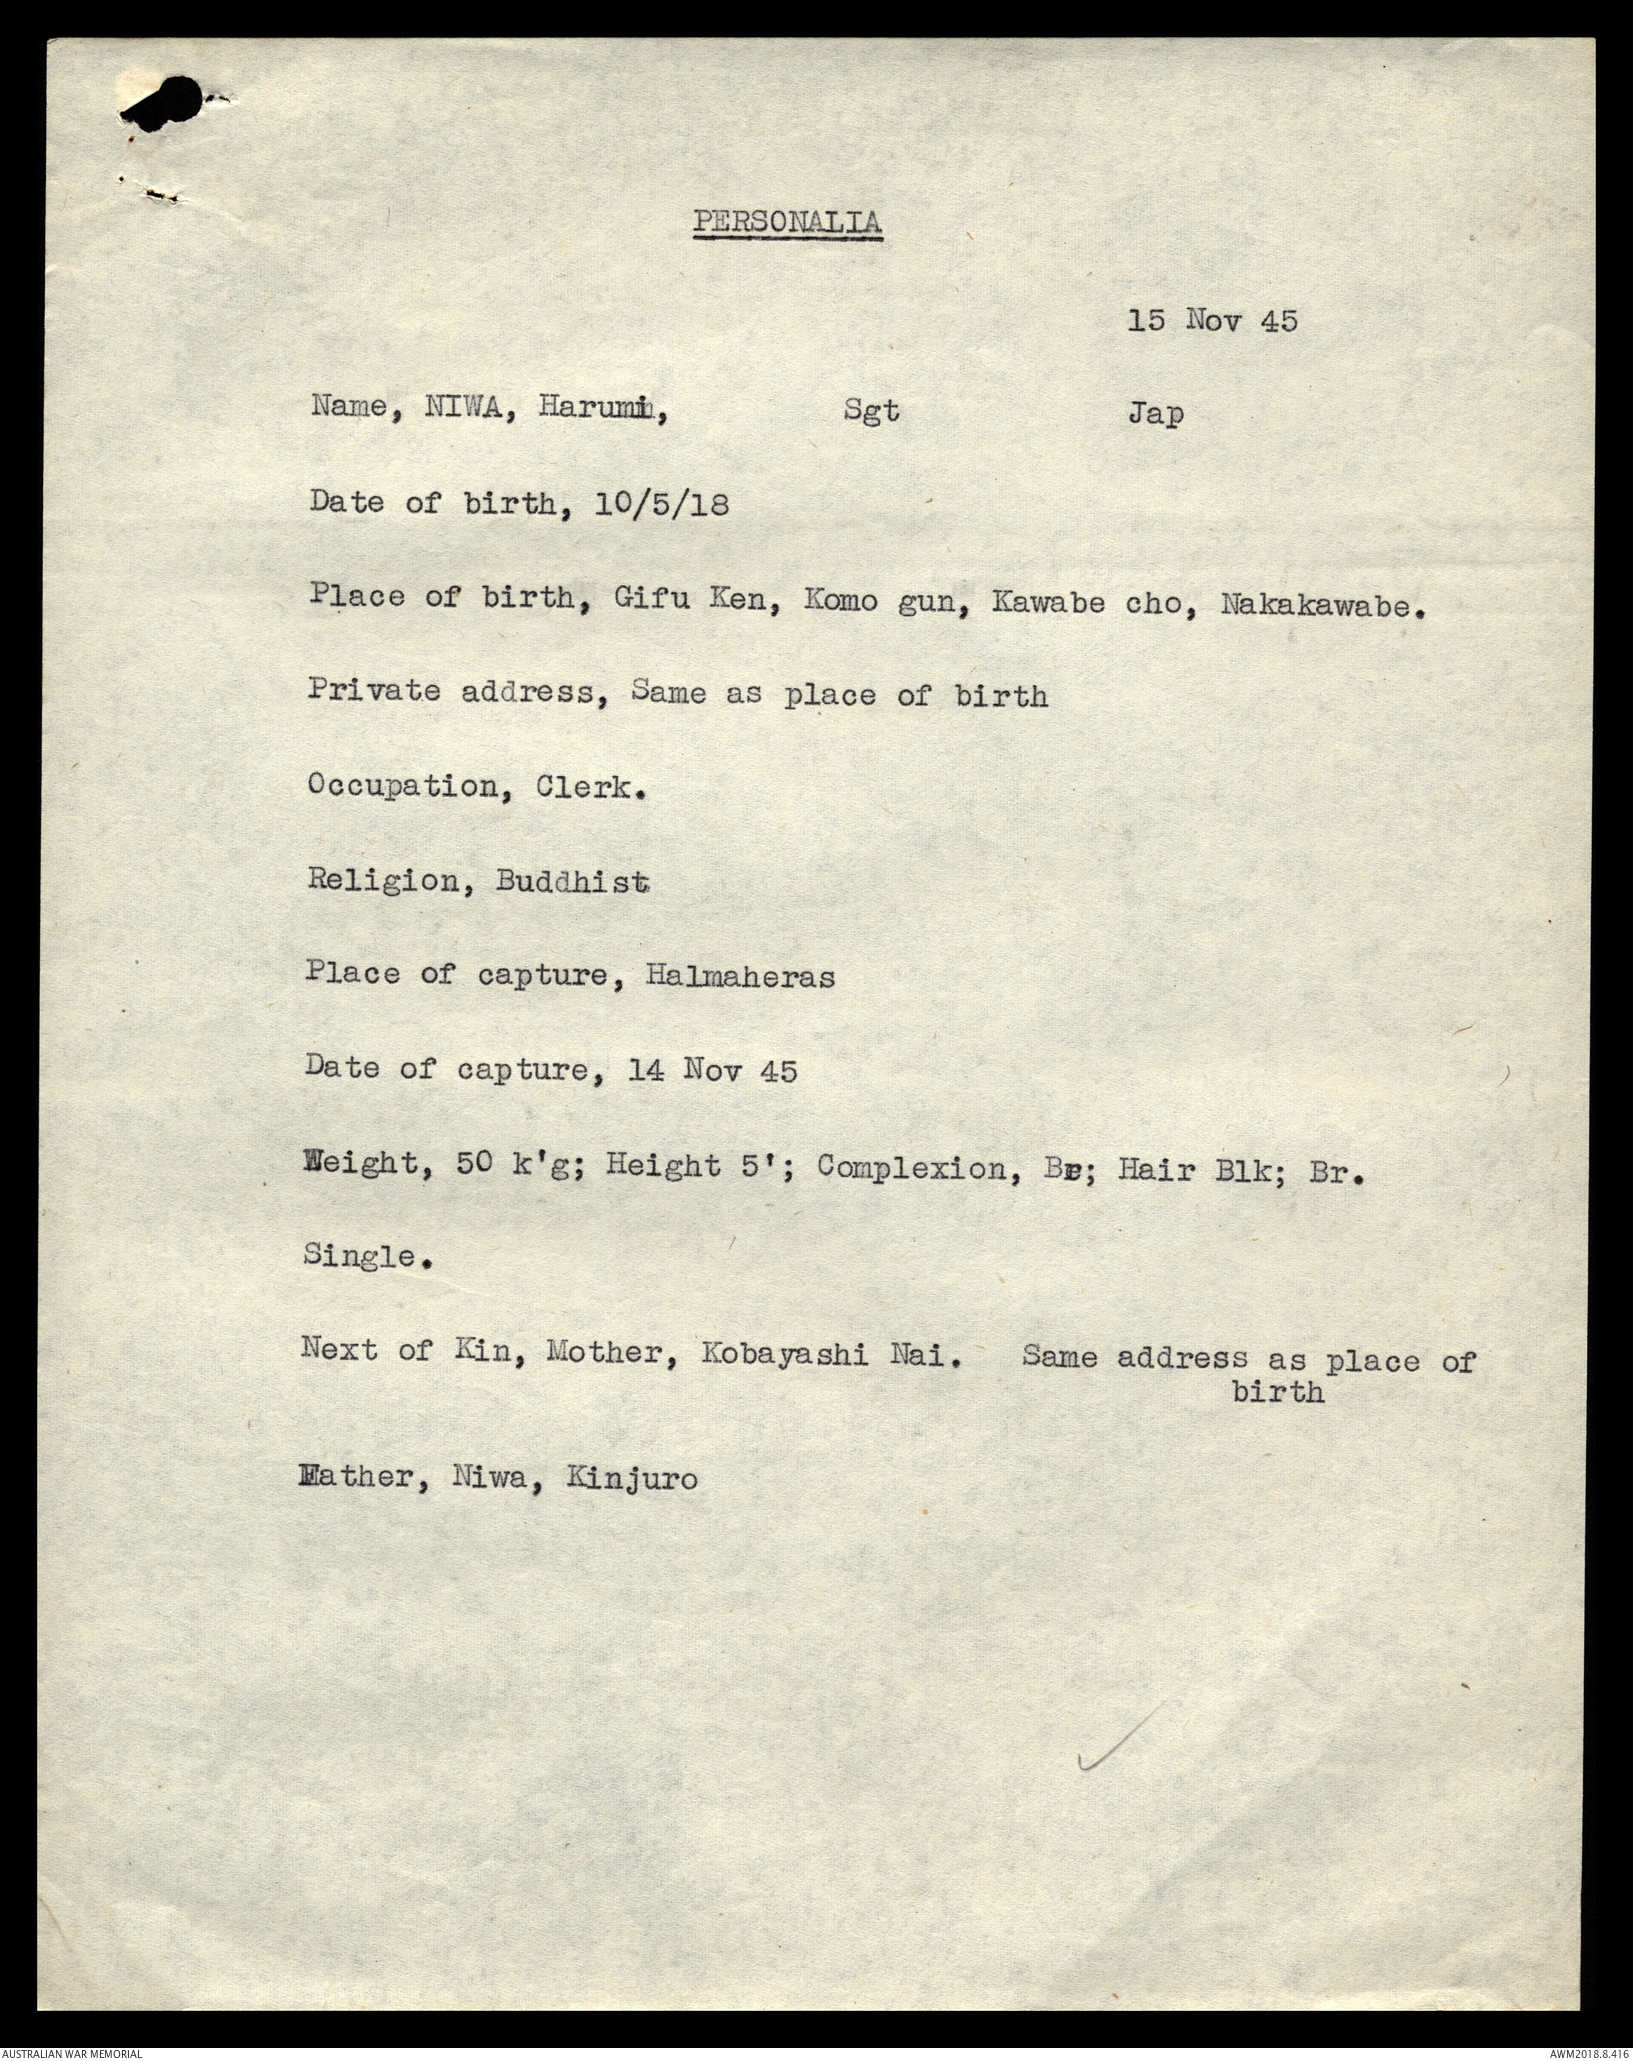 PERSONALIA
15 Nov 45
Name, NIWA, Harumi, Sgt Jap
Date of birth, 10/5/18
Place of birth, Gifu Ken, Komo gun, Kawabe cho, Nakakawabe.
Private address, Same as place of birth
Occupation, Clerk.
Religion, Buddhist
Place of capture, Halmaheras
Date of capture, 14 Nov 45
Weight, 50 k'g; Height 5'; Complexion, Br; Hair Blk; Br.
Single.
Next of Kin, Mother, Kobayashi Nai. Same address as place of
birth
Father, Niwa, Kinjuro
AUSTRALIAN WAR MEMORIAL AWM2018.8.416